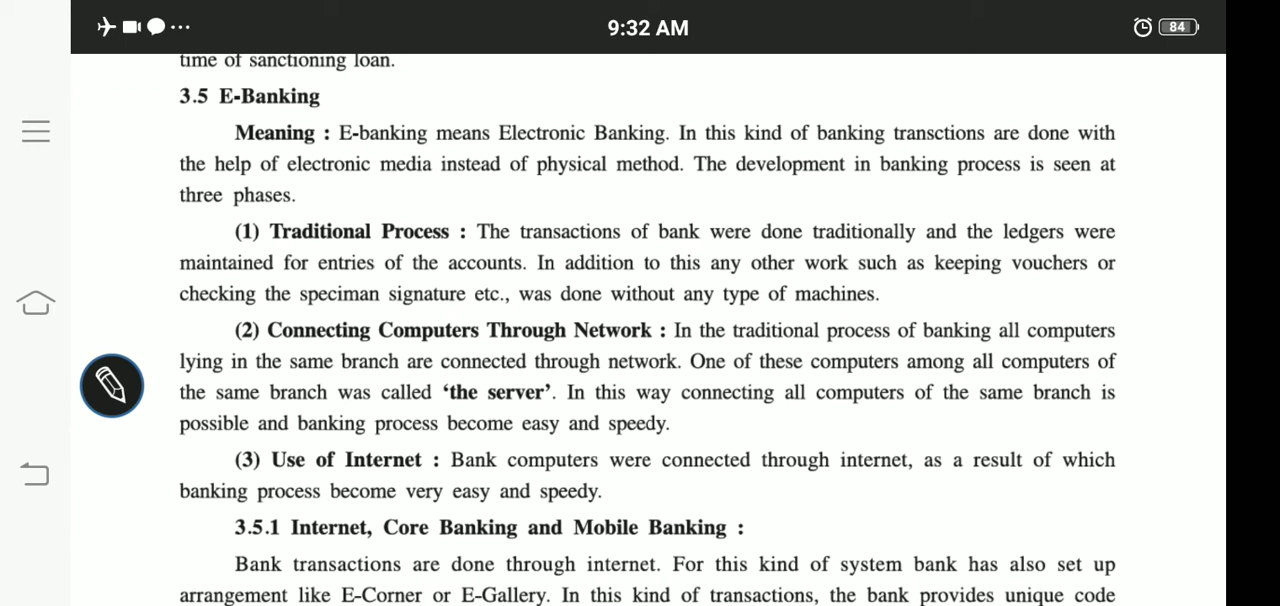 9:32 AM
84
time of sanctioning loan.
3.5 E-Banking
Meaning : E-banking means Electronic Banking. In this kind of banking transctions are done with
the help of electronic media instead of physical method. The development in banking process is seen at
three phases.
(1) Traditional Process : The transactions of bank were done traditionally and the ledgers were
maintained for entries of the accounts. In addition to this any other work such as keeping vouchers or
checking the speciman signature etc., was done without any type of machines.
(2) Connecting Computers Through Network : In the traditional process of banking all computers
lying in the same branch are connected through network. One of these computers among all computers of
the same branch was called ‘the server’. In this way connecting all computers of the same branch is
possible and banking process become easy and speedy.
(3) Use of Internet : Bank computers were connected through internet, as a result of which
banking process become very easy and speedy.
3.5.1 Internet, Core Banking and Mobile Banking :
Bank transactions are done through internet. For this kind of system bank has also set up
arrangement like E-Corner or E-Gallery. In this kind of transactions, the bank provides unique code